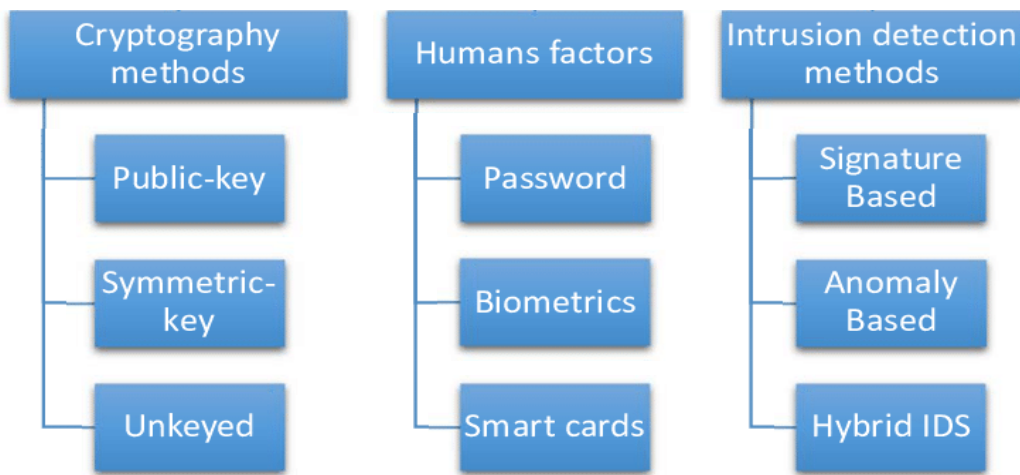 Cryptography
methods
Public-key
Symmetric-
key
Unkeyed
Humans factors
Password
Biometrics
Smart cards
Intrusion detection
methods
Signature
Based
Anomaly
Based
Hybrid IDS